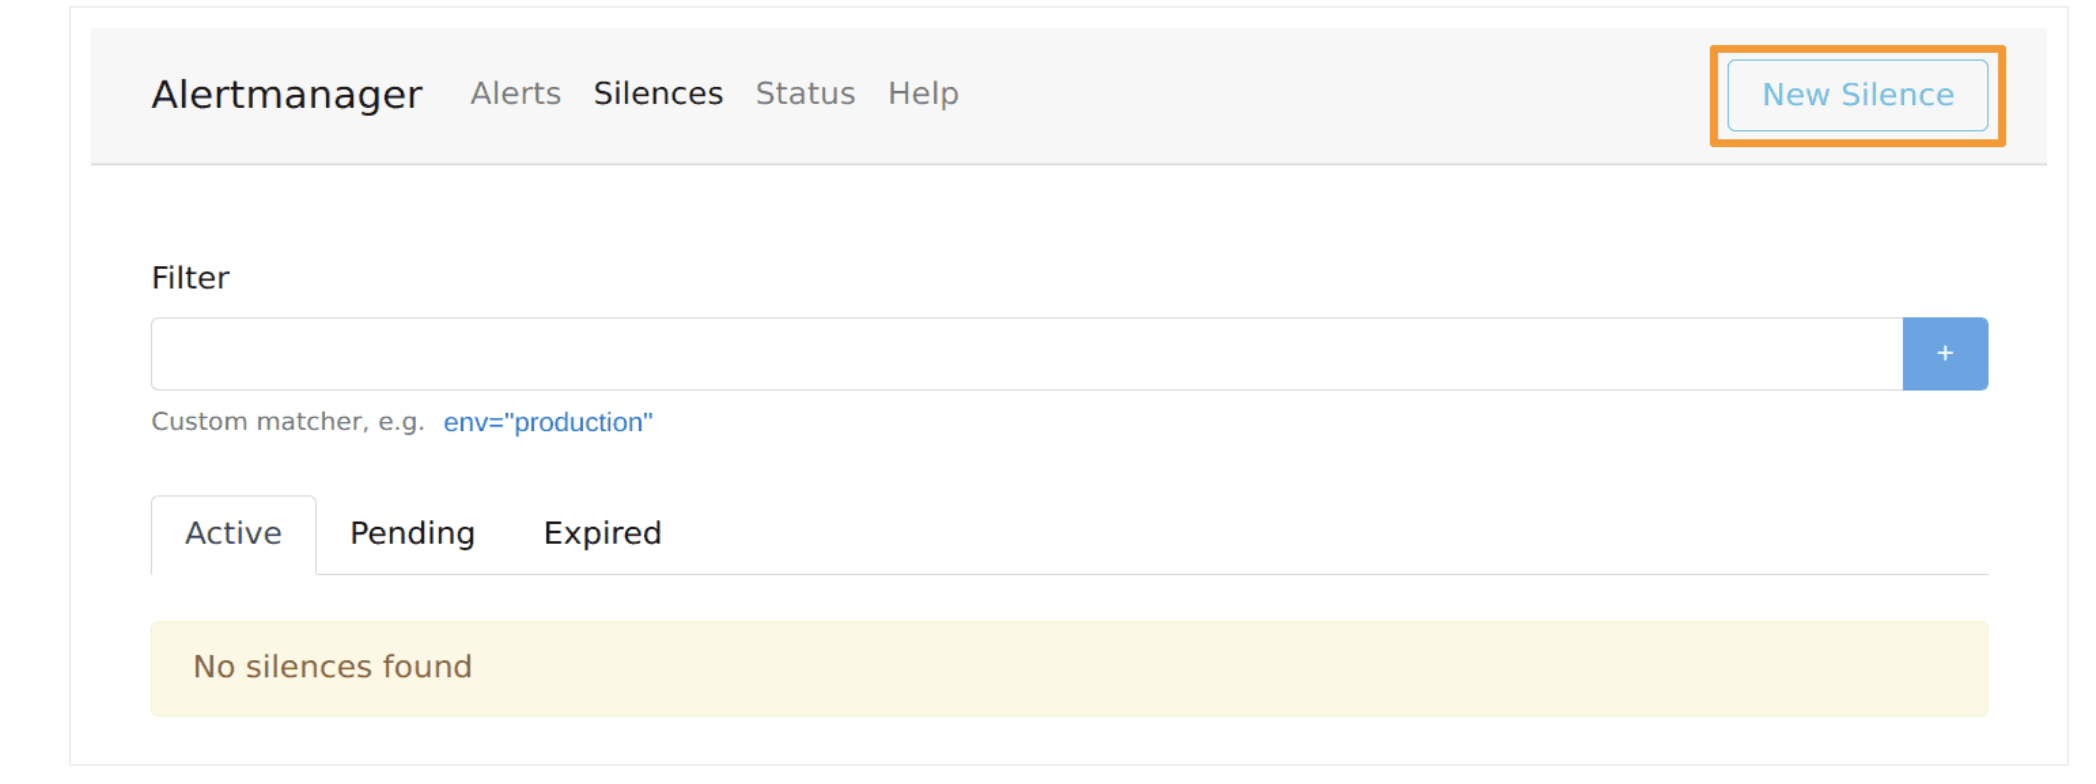 Alertmanager Alerts Silences Status Help New Silence
Filter
+
Custom matcher, e.g. env="production"
Active Pending Expired
No silences found